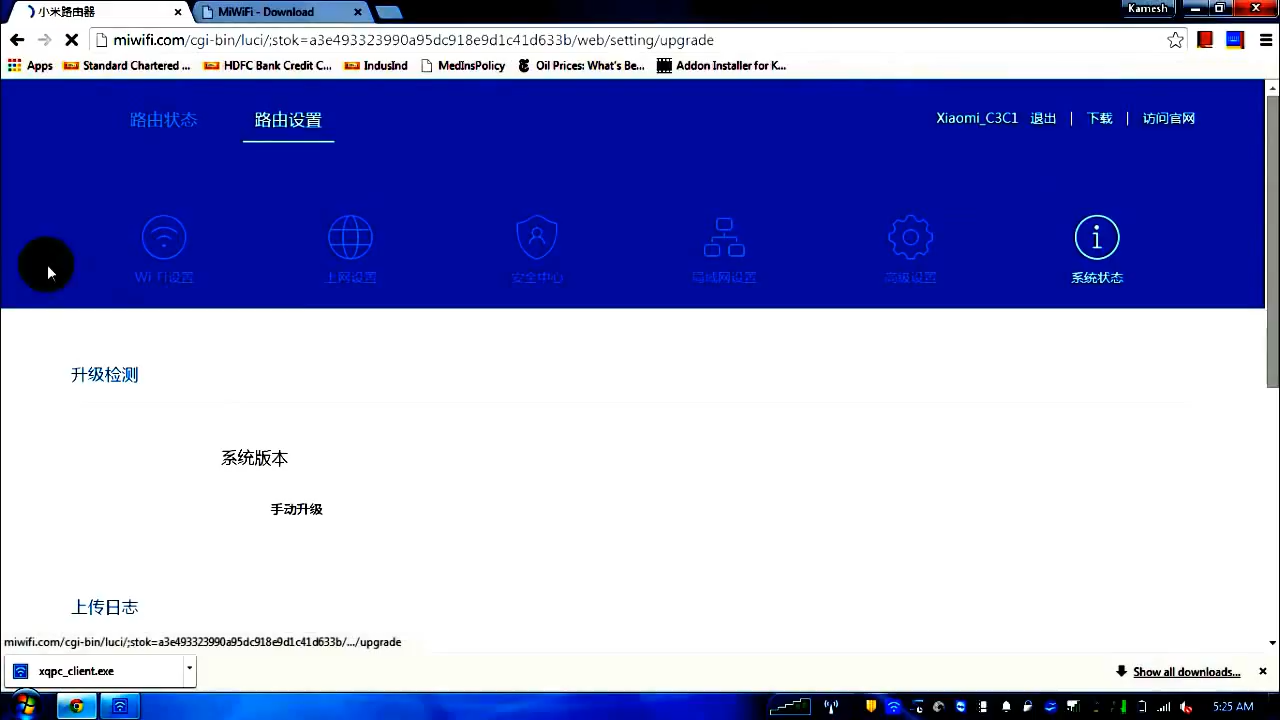 小米路由器
MiWiFi - Download
Kamesh
miwifi.com/cgi-bin/luci/;stok=a3e493323990a95dc918e9d1c41d633b/web/setting/upgrade
Apps
Standard Chartered ...
HDFC Bank Credit C...
IndusInd
MedInsPolicy
Oil Prices: What's Be...
Addon Installer for K...
路由状态
路由设置
Xiaomi_C3C1 退出 | 下载 | 访问官网
Wi-Fi设置
上网设置
安全中心
局域网设置
高级设置
系统状态
升级检测
系统版本
手动升级
上传日志
miwifi.com/cgi-bin/luci/;stok=a3e493323990a95dc918e9d1c41d633b/.../upgrade
xqpc_client.exe
Show all downloads...
5:25 AM